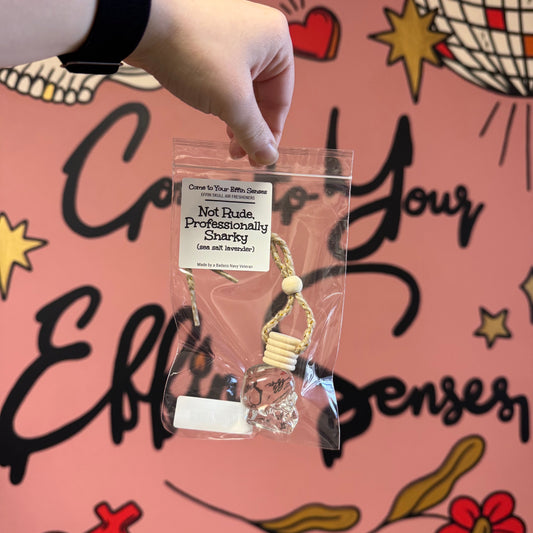 Come to Your
Effin Senses
Come to Your Effin Senses
EFFIN SKULL AIR FRESHENERS
Not Rude,
Professionally
Snarky
(sea salt lavender)
Made by a Badass Navy Veteran